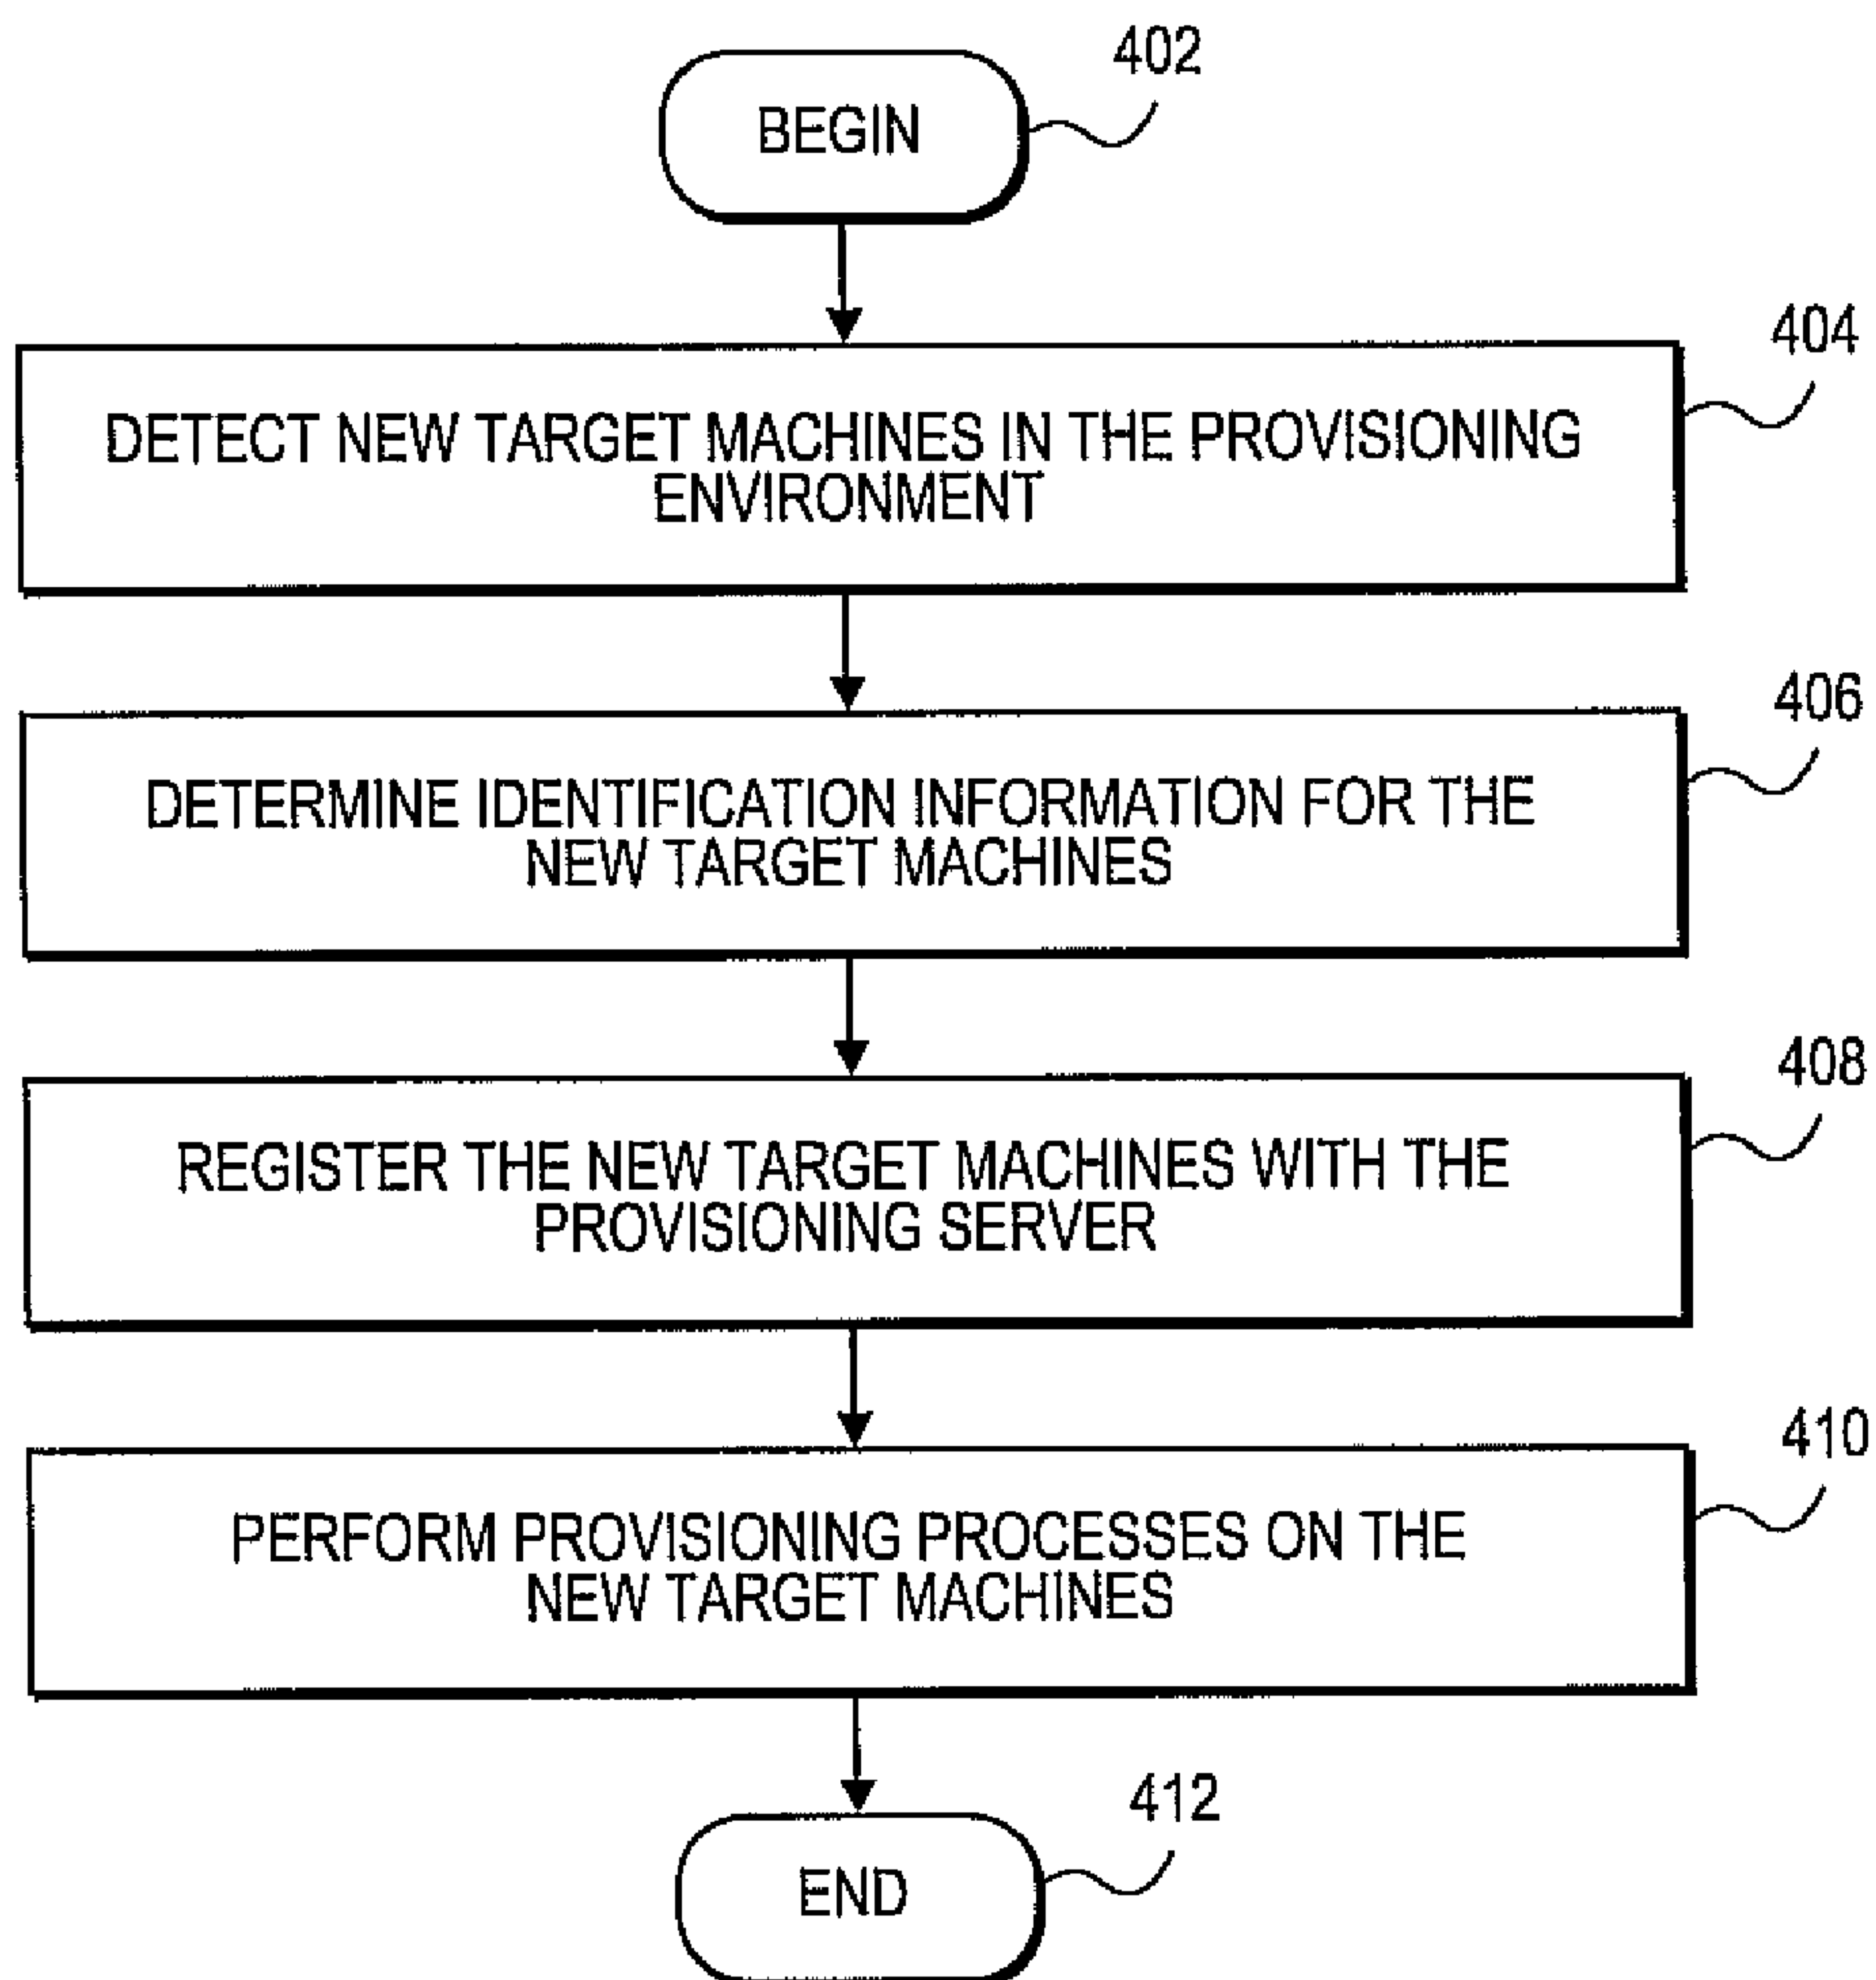 402
BEGIN
404
DETECT NEW TARGET MACHINES IN THE PROVISIONING
ENVIRONMENT
406
DETERMINE IDENTIFICATION INFORMATION FOR THE
NEW TARGET MACHINES
408
REGISTER THE NEW TARGET MACHINES WITH THE
PROVISIONING SERVER
410
PERFORM PROVISIONING PROCESSES ON THE
NEW TARGET MACHINES
412
END